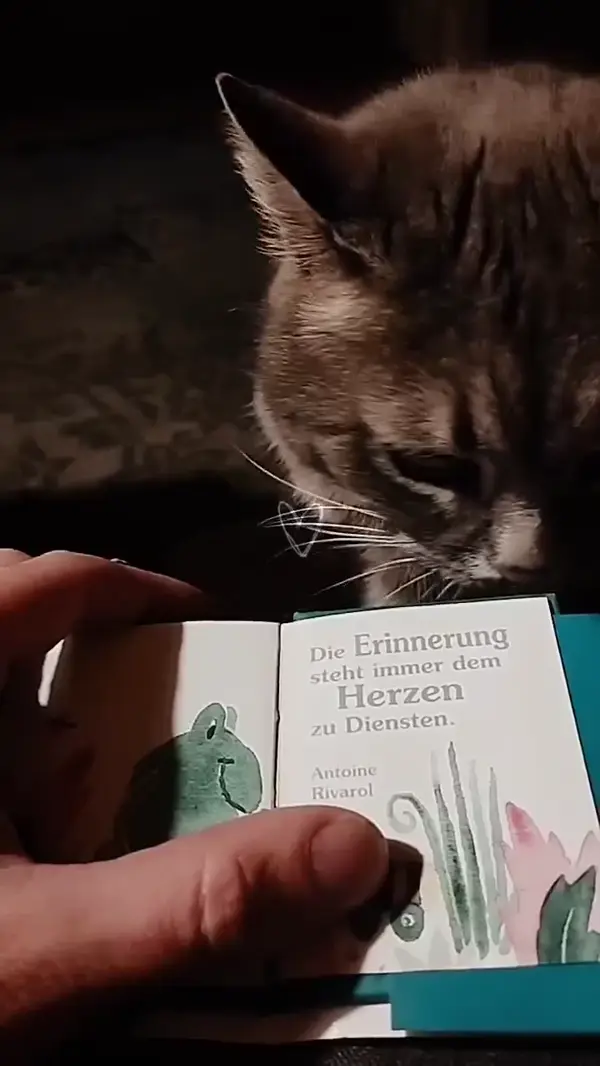 Die Erinnerung
steht immer dem
Herzen
zu Diensten.
Antoine
Rivarol